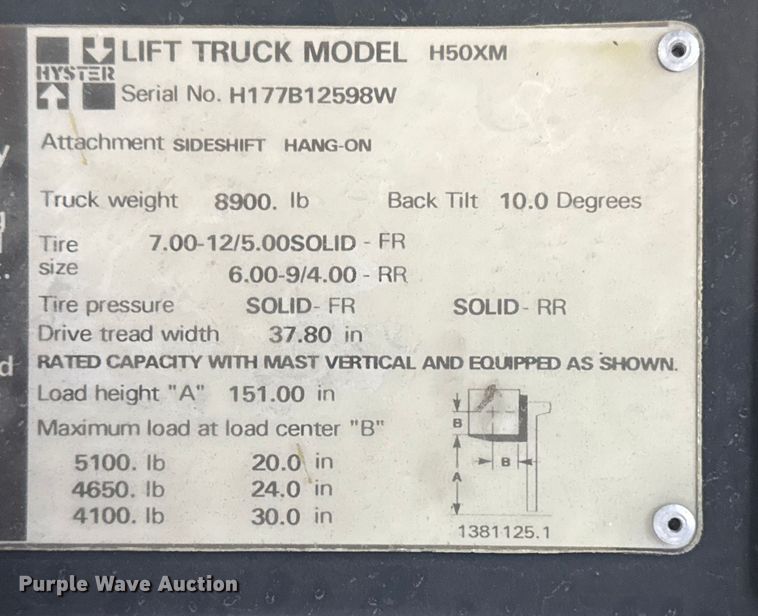 HYSTER
LIFT TRUCK MODEL H50XM
Serial No. H177B12598W
Attachment SIDESHIFT HANG-ON
Truck weight 8900. lb Back Tilt 10.0 Degrees
Tire size 7.00-12/5.00SOLID - FR
6.00-9/4.00 - RR
Tire pressure SOLID- FR SOLID- RR
Drive tread width 37.80 in
RATED CAPACITY WITH MAST VERTICAL AND EQUIPPED AS SHOWN.
Load height "A" 151.00 in
Maximum load at load center "B"
5100. lb 20.0 in
4650. lb 24.0 in
4100. lb 30.0 in
B
B
A
1381125.1
Purple Wave Auction